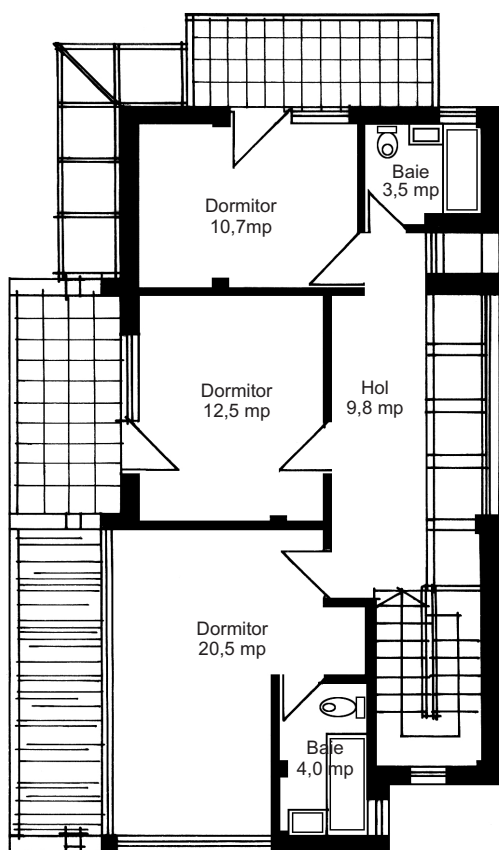 Baie
3,5 mp
Dormitor
10,7mp
Dormitor
12,5 mp
Hol
9,8 mp
Dormitor
20,5 mp
Baie
4,0 mp